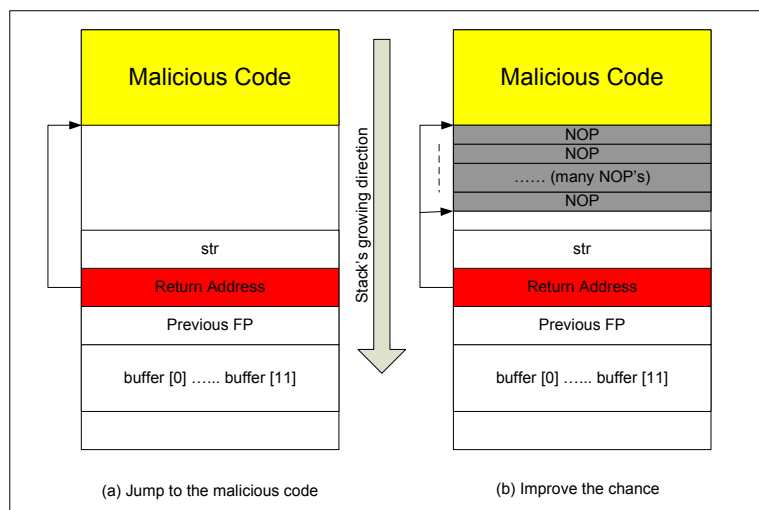 Malicious Code
str
Return Address
Previous FP
buffer [0] …... buffer [11]
(a) Jump to the malicious code
Stack's growing direction
Malicious Code
NOP
NOP
…… (many NOP's)
NOP
str
Return Address
Previous FP
buffer [0] …... buffer [11]
(b) Improve the chance